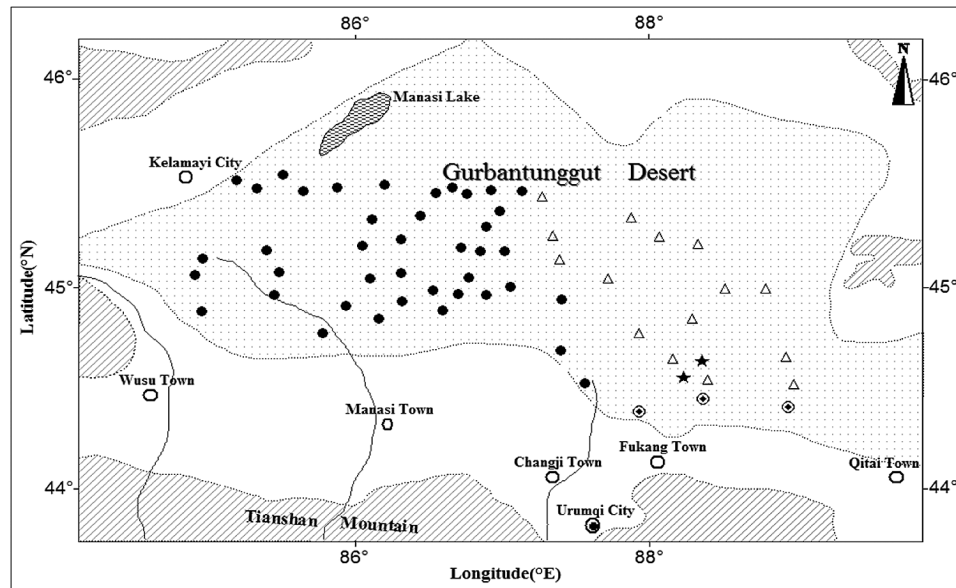 86°
88°
N
46°
46°
Manasi Lake
Kelamayi City
Gurbantunggut Desert
Latitude(°N)
45°
45°
Wusu Town
Manasi Town
Fukang Town
Changji Town
Qitai Town
44°
44°
Urumqi City
Tianshan Mountain
86°
88°
Longitude(°E)